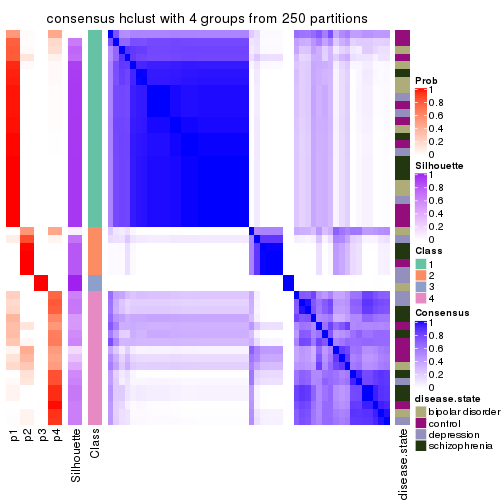 consensus hclust with 4 groups from 250 partitions
Prob
1
0.8
0.6
0.4
0.2
0
Silhouette
1
0.8
0.6
0.4
0.2
0
Class
1
2
3
4
Consensus
1
0.8
0.6
0.4
0.2
0
disease.state
bipolar disorder
control
depression
schizophrenia
p1
p2
p3
p4
Silhouette
Class
disease.state